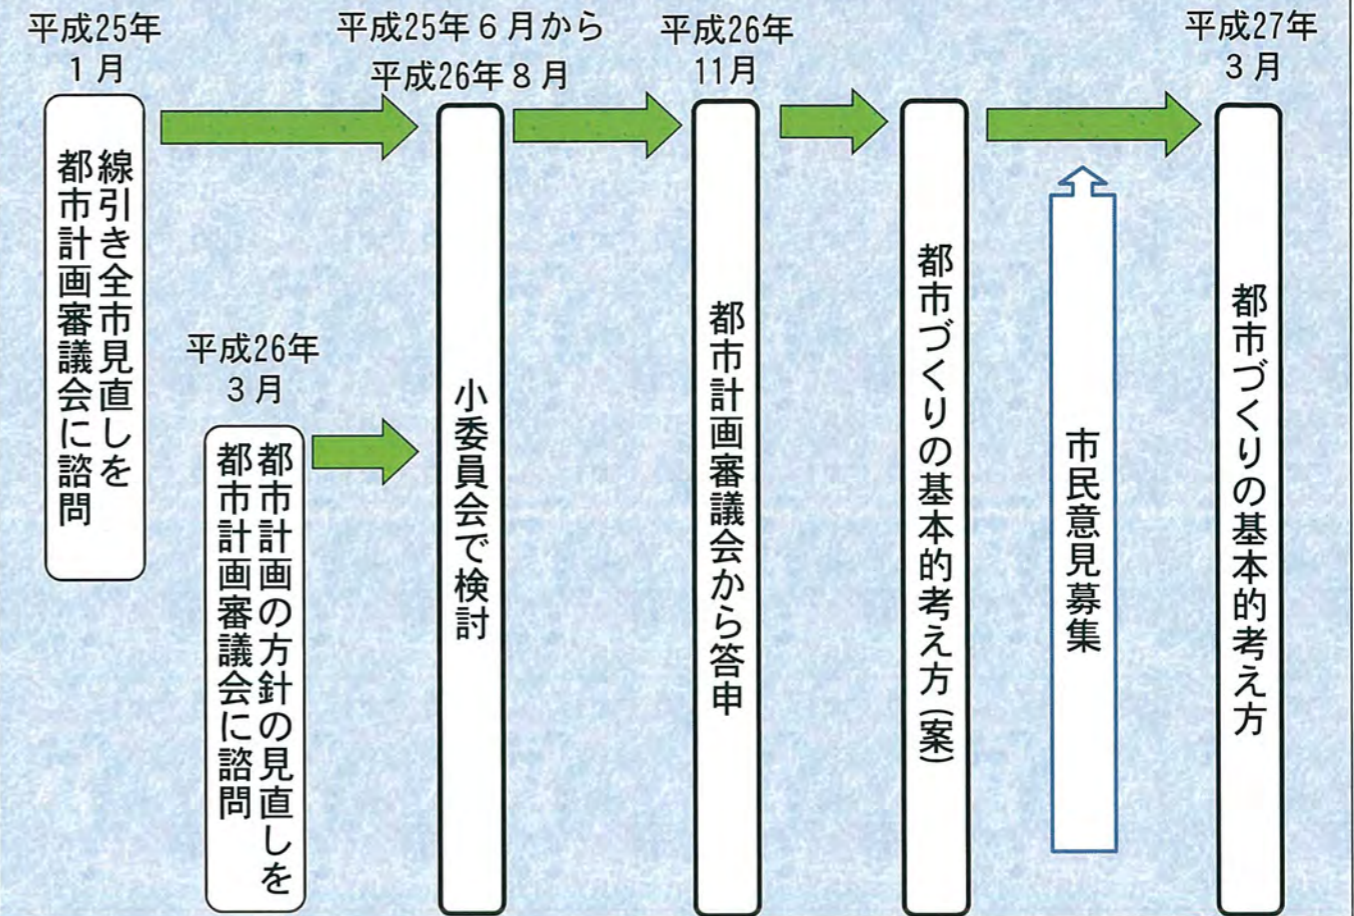 平成25年
1月
線引き全市見直しを
都市計画審議会に諮問
平成26年
3月
都市計画の方針の見直しを
都市計画審議会に諮問
平成25年6月から
平成26年8月
小委員会で検討
平成26年
11月
都市計画審議会から答申
都市づくりの基本的考え方(案)
市民意見募集
平成27年
3月
都市づくりの基本的考え方